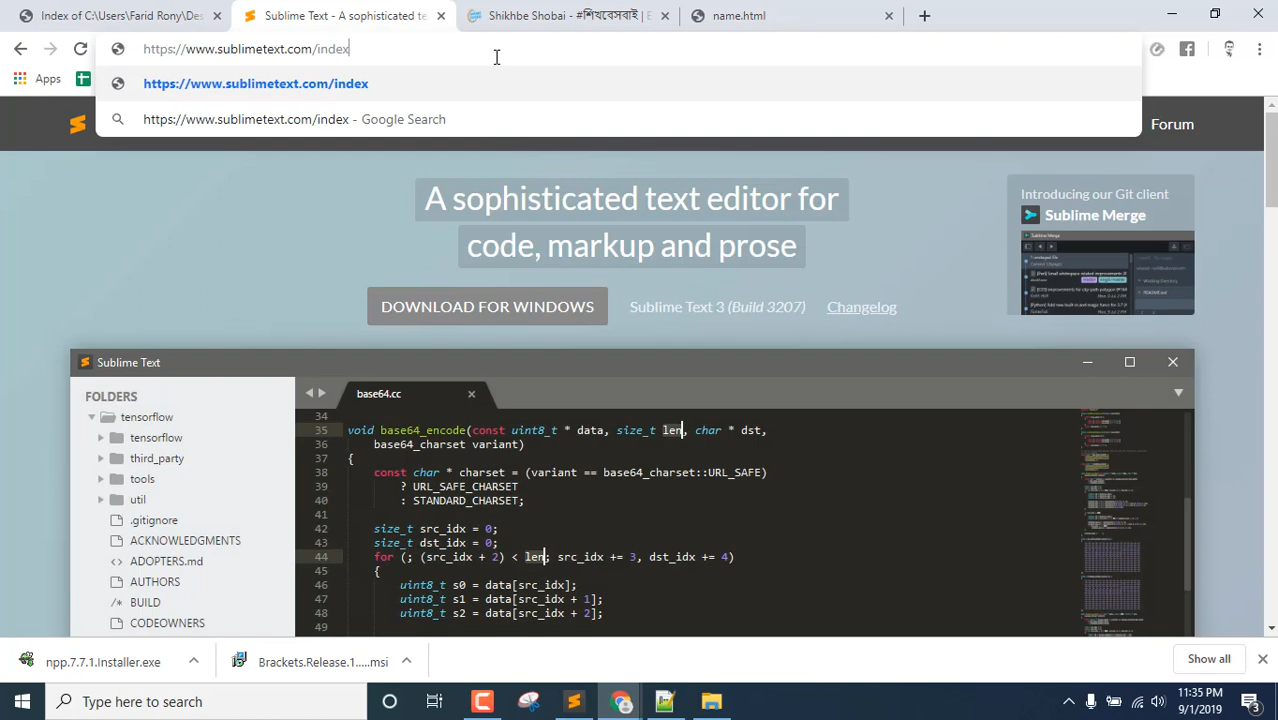 Index of C:\Users\Farid Rony\Des
Sublime Text - A sophisticated te
Shikhbe Shobai - #শিখবেসবাই | E
name.html
https://www.sublimetext.com/index
Apps
https://www.sublimetext.com/index
https://www.sublimetext.com/index - Google Search
Forum
A sophisticated text editor for
code, markup and prose
Introducing our Git client
Sublime Merge
DOWNLOAD FOR WINDOWS
Sublime Text 3 (Build 3207)
Changelog
Sublime Text
FOLDERS
tensorflow
tensorflow
third_party
tools
util
.gitignore
ACKNOWLEDGMENTS
ADOPTERS.md
AUTHORS
/* BUILD
CODEOWNERS
base64.cc
34
35 void base64_encode(const uint8_t * data, size_t len, char * dst,
36 base64_charset variant)
37 {
38 const char * charset = (variant == base64_charset::URL_SAFE)
39 ? URL_SAFE_CHARSET
40 : STANDARD_CHARSET;
41
42 size_t src_idx = 0;
43 size_t dst_idx = 0;
44 for (; (src_idx + 2) < len; src_idx += 3, dst_idx += 4)
45 {
46 uint8_t s0 = data[src_idx];
47 uint8_t s1 = data[src_idx + 1];
48 uint8_t s2 = data[src_idx + 2];
49
npp.7.7.1.Installer.exe
Brackets.Release.1.....msi
Show all
Type here to search
11:35 PM
9/1/2019
3